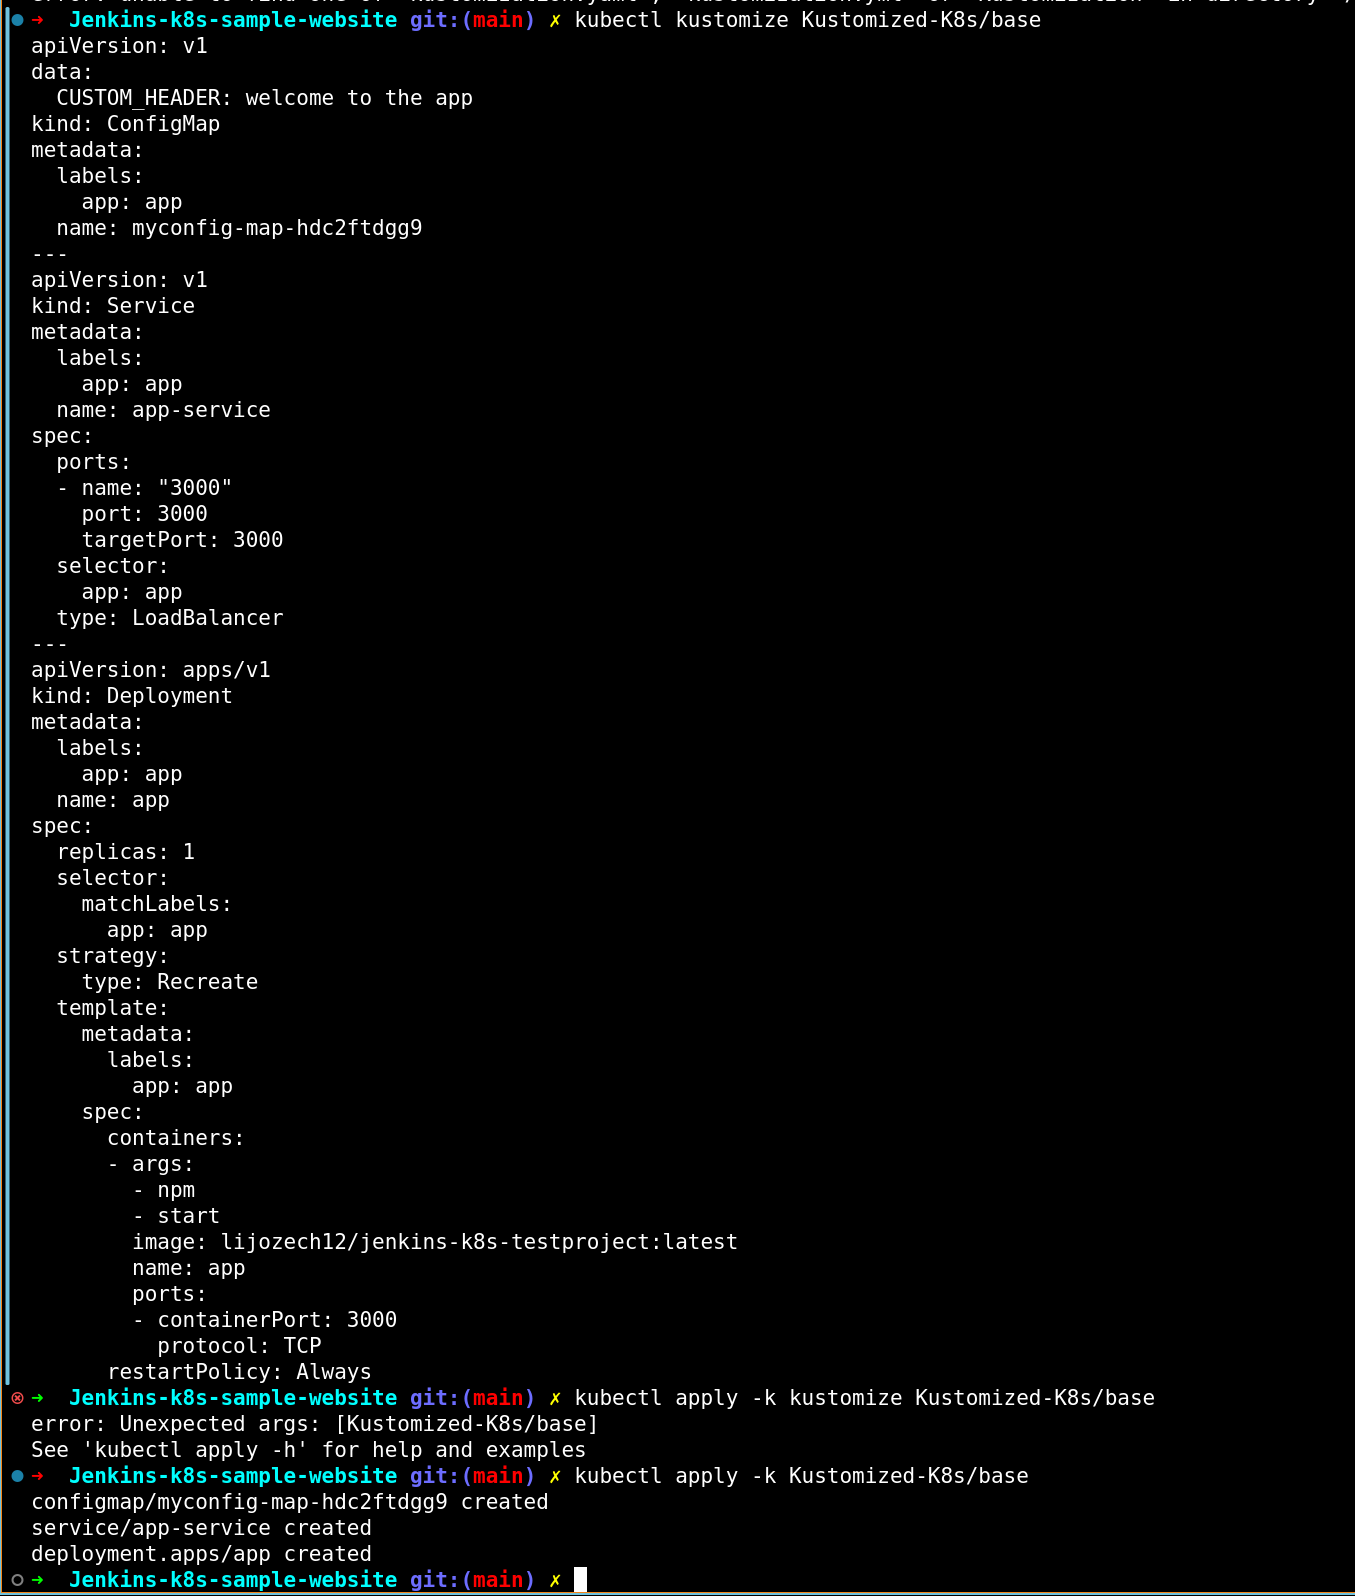 ● ➜  Jenkins-k8s-sample-website git:(main) ✗ kubectl kustomize Kustomized-K8s/base
apiVersion: v1
data:
  CUSTOM_HEADER: welcome to the app
kind: ConfigMap
metadata:
  labels:
    app: app
  name: myconfig-map-hdc2ftdgg9
---
apiVersion: v1
kind: Service
metadata:
  labels:
    app: app
  name: app-service
spec:
  ports:
  - name: "3000"
    port: 3000
    targetPort: 3000
  selector:
    app: app
  type: LoadBalancer
---
apiVersion: apps/v1
kind: Deployment
metadata:
  labels:
    app: app
  name: app
spec:
  replicas: 1
  selector:
    matchLabels:
      app: app
  strategy:
    type: Recreate
  template:
    metadata:
      labels:
        app: app
    spec:
      containers:
      - args:
        - npm
        - start
        image: lijozech12/jenkins-k8s-testproject:latest
        name: app
        ports:
        - containerPort: 3000
          protocol: TCP
      restartPolicy: Always
⊗ ➜  Jenkins-k8s-sample-website git:(main) ✗ kubectl apply -k kustomize Kustomized-K8s/base
error: Unexpected args: [Kustomized-K8s/base]
See 'kubectl apply -h' for help and examples
● ➜  Jenkins-k8s-sample-website git:(main) ✗ kubectl apply -k Kustomized-K8s/base
configmap/myconfig-map-hdc2ftdgg9 created
service/app-service created
deployment.apps/app created
○ ➜  Jenkins-k8s-sample-website git:(main) ✗